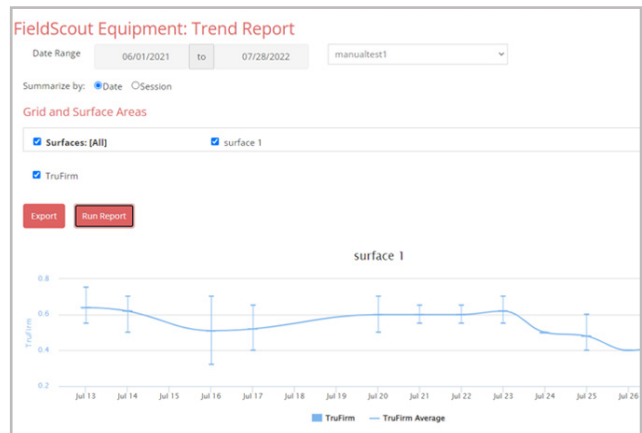 FieldScout Equipment: Trend Report
Date Range 06/01/2021 to 07/28/2022 manualtest1
Summarize by: Date Session
Grid and Surface Areas
Surfaces: [All] surface 1
TruFirm
Export Run Report
surface 1
0.8
0.6
0.4
0.2
TruFirm
Jul 13 Jul 14 Jul 15 Jul 16 Jul 17 Jul 18 Jul 19 Jul 20 Jul 21 Jul 22 Jul 23 Jul 24 Jul 25 Jul 26
TruFirm TruFirm Average